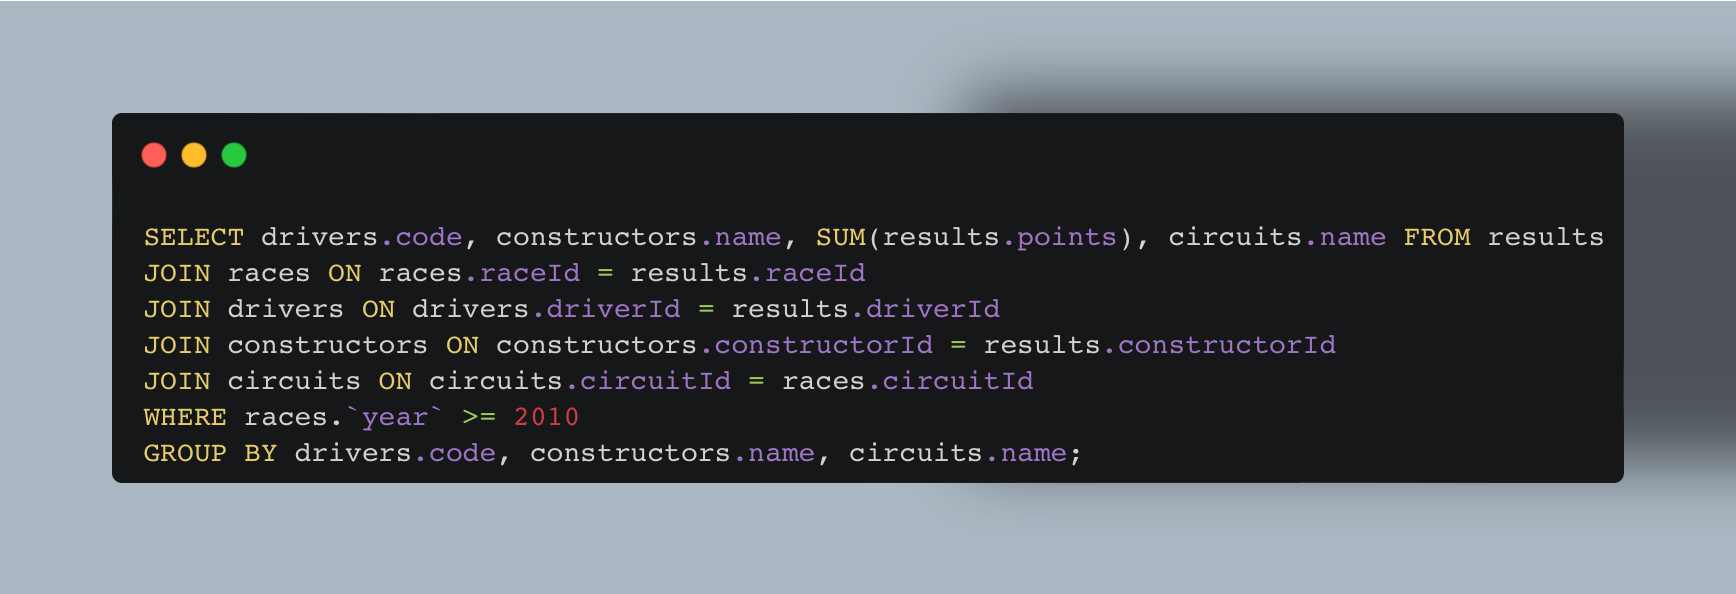 SELECT drivers.code, constructors.name, SUM(results.points), circuits.name FROM results
JOIN races ON races.raceId = results.raceId
JOIN drivers ON drivers.driverId = results.driverId
JOIN constructors ON constructors.constructorId = results.constructorId
JOIN circuits ON circuits.circuitId = races.circuitId
WHERE races.`year` >= 2010
GROUP BY drivers.code, constructors.name, circuits.name;